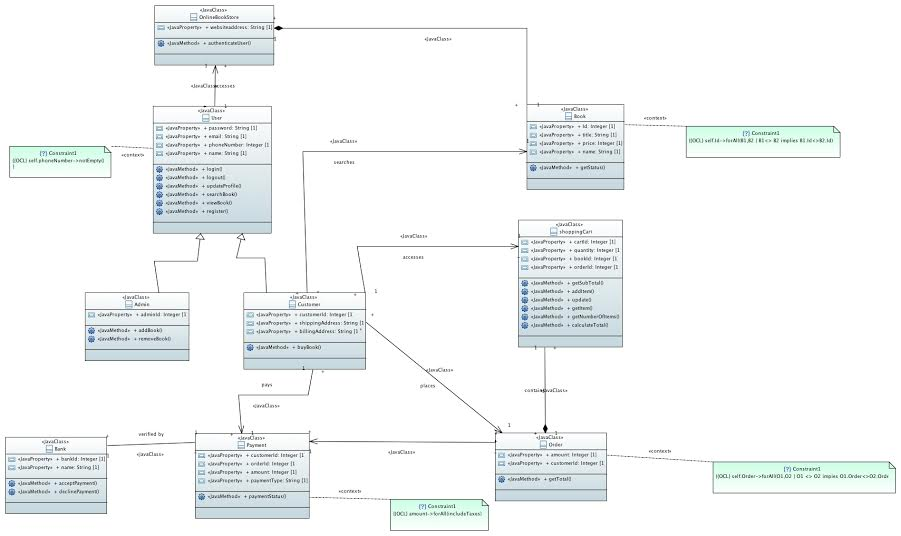 «JavaClass»
OnlineBookStore
«JavaProperty» + websiteaddress: String [1]
«JavaMethod» + authenticateUser()
1
«JavaClass»
1 *
«JavaClass»
accesses
1
«JavaClass»
User
«JavaProperty» + password: String [1]
«JavaProperty» + email: String [1]
«JavaProperty» + phoneNumber: Integer [1]
«JavaProperty» + name: String [1]
«JavaMethod» + login()
«JavaMethod» + logout()
«JavaMethod» + updateProfile()
«JavaMethod» + searchBook()
«JavaMethod» + viewBook()
«JavaMethod» + register()
Constraint1
{(OCL) self.phoneNumber->notEmpty()
}
«context»
* 1
«JavaClass»
Book
«JavaProperty» + Id: Integer [1]
«JavaProperty» + title: String [1]
«JavaProperty» + price: Integer [1]
«JavaProperty» + name: String [1]
«JavaMethod» + getStatus()
«context»
Constraint1
{(OCL) self.Id->forAll(B1,B2 | B1<> B2 implies B1.Id<>B2.Id)
«JavaClass»
searches
«JavaClass»
accesses
«JavaClass»
shoppingCart
«JavaProperty» + cartId: Integer [1]
«JavaProperty» + quantity: Integer [1]
«JavaProperty» + bookId: Integer [1]
«JavaProperty» + orderId: Integer [1]
«JavaMethod» + getSubTotal()
«JavaMethod» + addItem()
«JavaMethod» + update()
«JavaMethod» + getItem()
«JavaMethod» + getNumberOfItems()
«JavaMethod» + calculateTotal()
«JavaClass»
Admin
«JavaProperty» + adminId: Integer [1]
«JavaMethod» + addBook()
«JavaMethod» + removeBook()
«JavaClass»
Customer
«JavaProperty» + customerId: Integer [1]
«JavaProperty» + shippingAddress: String [1]
«JavaProperty» + billingAddress: String [1]
«JavaMethod» + buyBook()
pays
«JavaClass»
«JavaClass»
places
contains
«JavaClass»
verified by
«JavaClass»
«JavaClass»
Bank
«JavaProperty» + bankId: Integer [1]
«JavaProperty» + name: String [1]
«JavaMethod» + acceptPayment()
«JavaMethod» + declinePayment()
«JavaClass»
Payment
«JavaProperty» + customerId: Integer [1]
«JavaProperty» + orderId: Integer [1]
«JavaProperty» + amount: Integer [1]
«JavaProperty» + paymentType: String [1]
«JavaMethod» + paymentStatus()
«JavaClass»
«JavaClass»
Order
«JavaProperty» + amount: Integer [1]
«JavaProperty» + customerId: Integer [1]
«JavaMethod» + getTotal()
«context»
Constraint1
{(OCL) self.Order->forAll(O1,O2 | O1 <> O2 impies O1.Order<>O2.Ordr
«context»
Constraint1
{(OCL) amount->forAll(includeTaxes)